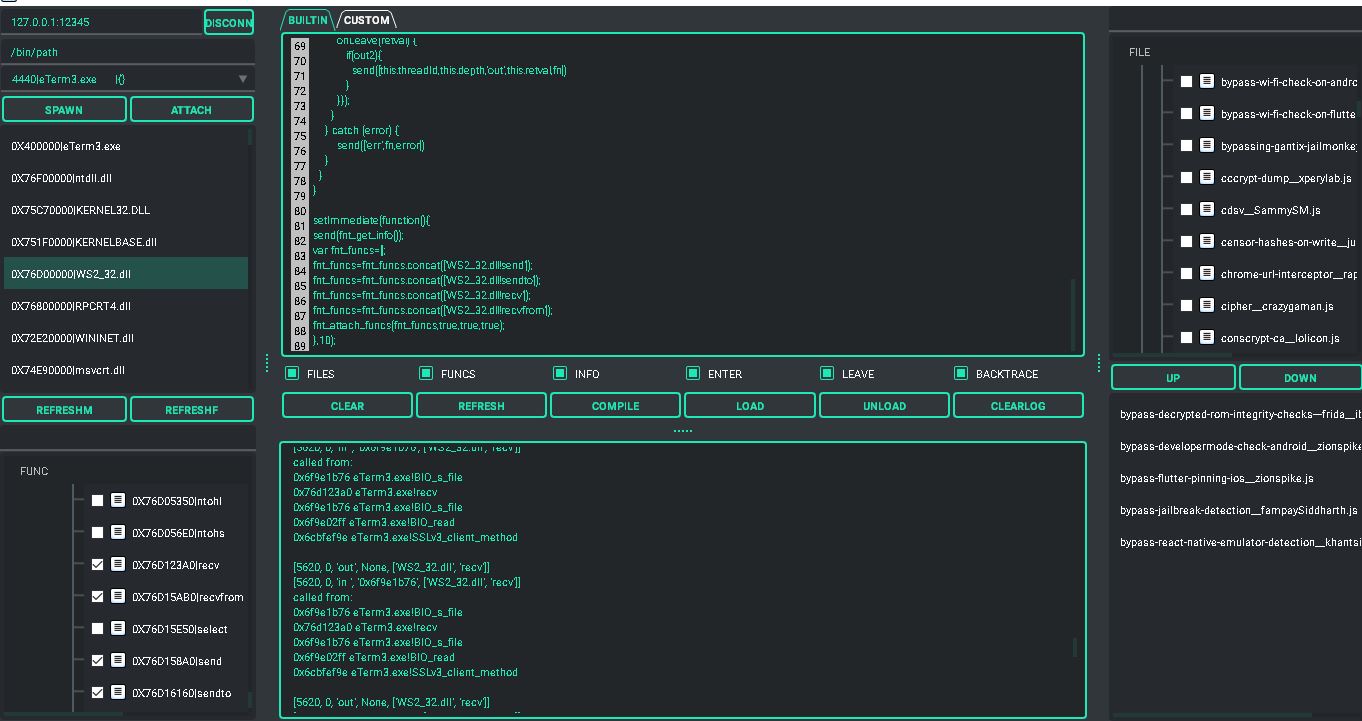 127.0.0.1:12345
DISCONN
/bin/path
4440|eTerm3.exe |{}
SPAWN
ATTACH
0X400000|eTerm3.exe
0X76F00000|ntdll.dll
0X75C70000|KERNEL32.DLL
0X751F0000|KERNELBASE.dll
0X76D00000|WS2_32.dll
0X76800000|RPCRT4.dll
0X72E20000|WININET.dll
0X74E90000|msvcrt.dll
REFRESHM
REFRESHF
FUNC
0X76D05350|ntohl
0X76D056E0|ntohs
0X76D123A0|recv
0X76D15AB0|recvfrom
0X76D15E50|select
0X76D158A0|send
0X76D16160|sendto
BUILTIN
CUSTOM
69 onLeave(retval) {
70 if(out2){
71 send([this.threadId,this.depth,'out',this.retval,fn])
72 }
73 }});
74 }
75 } catch (error) {
76 send(['err',fn,error])
77 }
78 }
79 }
80
81 setImmediate(function(){
82 send(fnt_get_info());
83 var fnt_funcs=[];
84 fnt_funcs=fnt_funcs.concat(['WS2_32.dll!send']);
85 fnt_funcs=fnt_funcs.concat(['WS2_32.dll!sendto']);
86 fnt_funcs=fnt_funcs.concat(['WS2_32.dll!recv']);
87 fnt_funcs=fnt_funcs.concat(['WS2_32.dll!recvfrom']);
88 fnt_attach_funcs(fnt_funcs,true,true,true);
89 },10);
FILES
FUNCS
INFO
ENTER
LEAVE
BACKTRACE
CLEAR
REFRESH
COMPILE
LOAD
UNLOAD
CLEARLOG
[5620, 0, 'in ', '0x6f9e1b76', ['WS2_32.dll', 'recv']]
called from:
0x6f9e1b76 eTerm3.exe!BIO_s_file
0x76d123a0 eTerm3.exe!recv
0x6f9e1b76 eTerm3.exe!BIO_s_file
0x6f9e02ff eTerm3.exe!BIO_read
0x6cbfef9e eTerm3.exe!SSLv3_client_method
[5620, 0, 'out', None, ['WS2_32.dll', 'recv']]
[5620, 0, 'in ', '0x6f9e1b76', ['WS2_32.dll', 'recv']]
called from:
0x6f9e1b76 eTerm3.exe!BIO_s_file
0x76d123a0 eTerm3.exe!recv
0x6f9e1b76 eTerm3.exe!BIO_s_file
0x6f9e02ff eTerm3.exe!BIO_read
0x6cbfef9e eTerm3.exe!SSLv3_client_method
[5620, 0, 'out', None, ['WS2_32.dll', 'recv']]
FILE
bypass-wi-fi-check-on-andro
bypass-wi-fi-check-on-flutte
bypassing-gantix-jailmonkey
cccrypt-dump__xperylab.js
cdsv__SammySM.js
censor-hashes-on-write__ju
chrome-url-interceptor__rap
cipher__crazygaman.js
conscrypt-ca__lolicon.js
UP
DOWN
bypass-decrypted-rom-integrity-checks---frida__ib
bypass-developermode-check-android__zionspike
bypass-flutter-pinning-ios__zionspike.js
bypass-jailbreak-detection__fampaySiddharth.js
bypass-react-native-emulator-detection__khantsi